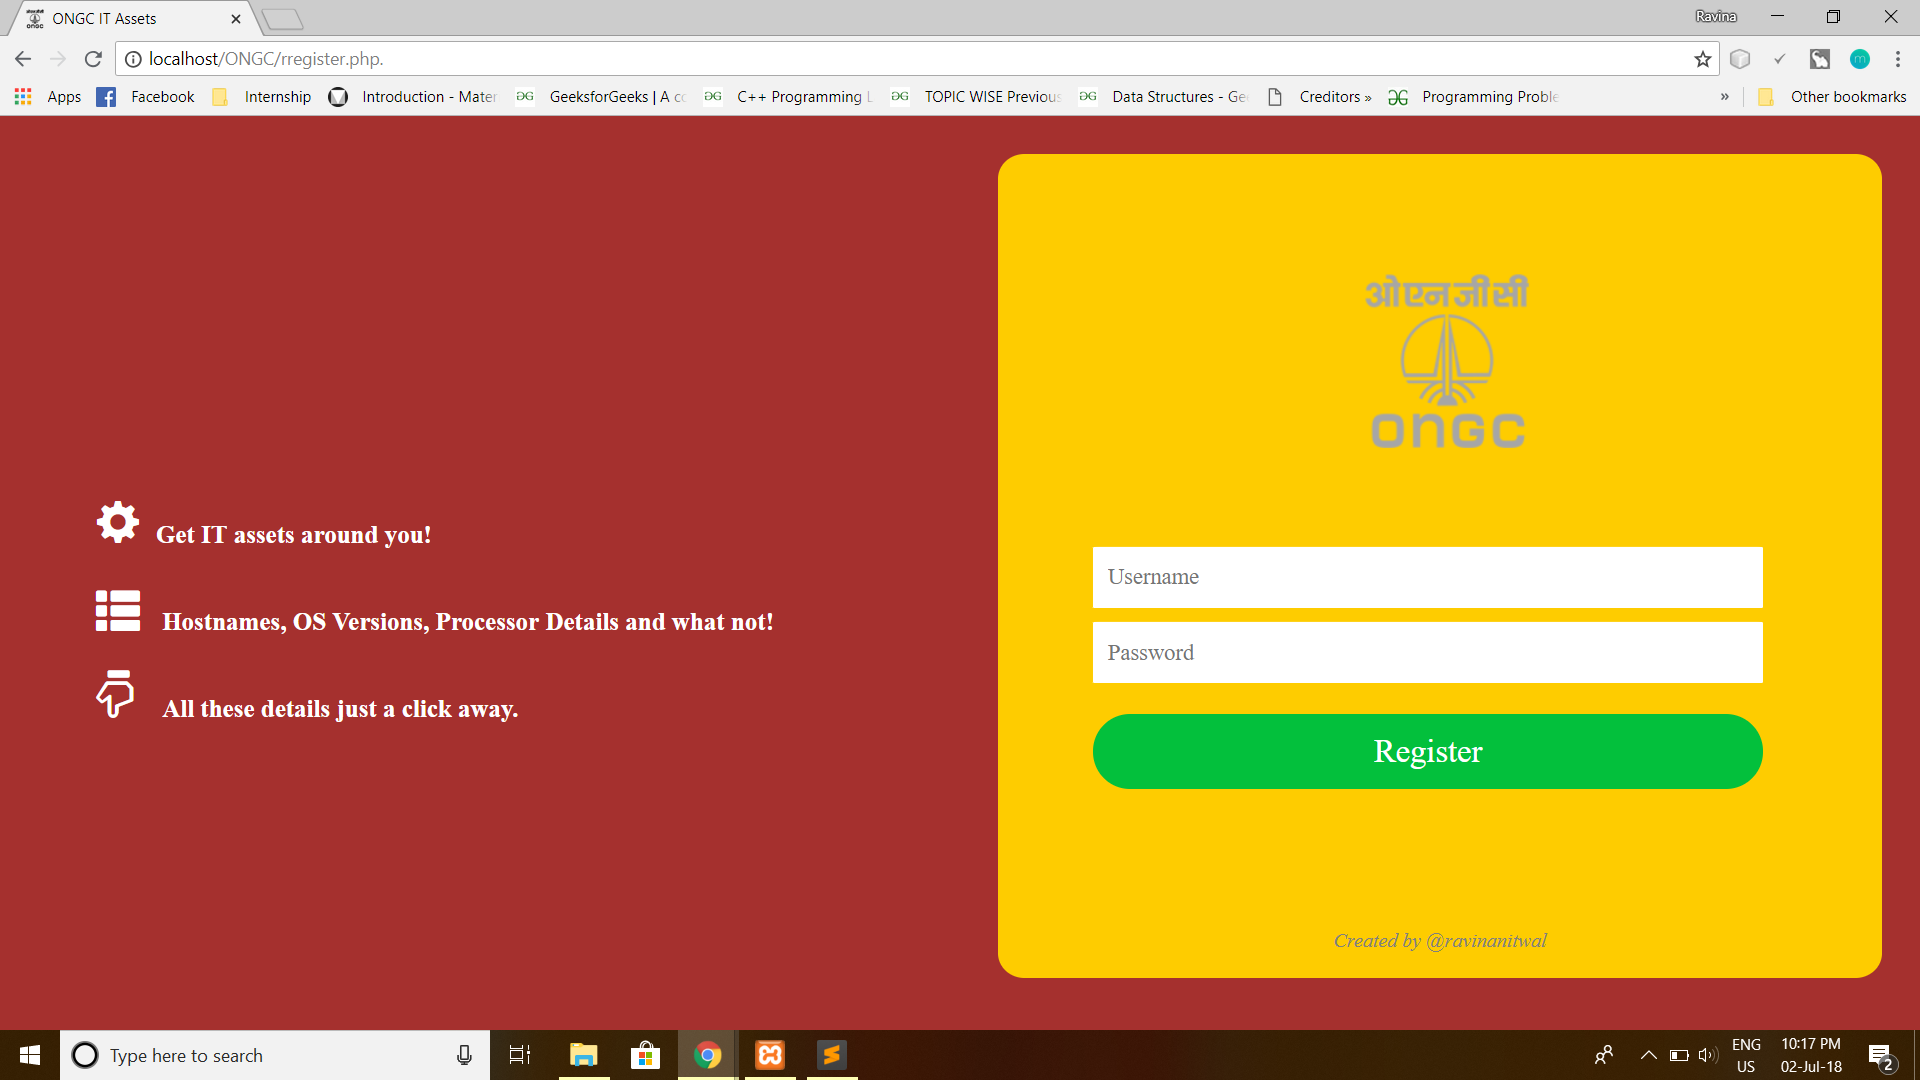 ONGC IT Assets
Ravina
localhost/ONGC/rregister.php.
Apps Facebook Internship Introduction - Mater GeeksforGeeks | A co C++ Programming L TOPIC WISE Previous Data Structures - Gee Creditors » Programming Proble » Other bookmarks
ओएनजीसी
ONGC
Get IT assets around you!
Hostnames, OS Versions, Processor Details and what not!
All these details just a click away.
Username
Password
Register
Created by @ravinanitwal
Type here to search
ENG
US
10:17 PM
02-Jul-18
2